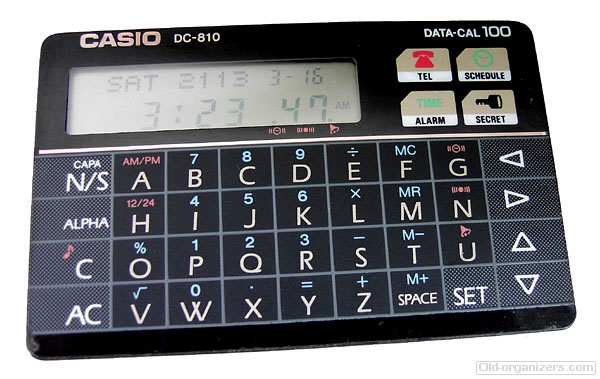 CASIO DC-810 DATA-CAL 100
SAT 2113 3-16
3:23 47 AM
TEL SCHEDULE
TIME
ALARM SECRET
CAPA AM/PM 7 8 9 ÷ MC
N/S A B C D E F G
12/24 4 5 6 × MR
ALPHA H I J K L M N
% 1 2 3 − M−
C O P Q R S T U
√ 0 · = + M+
AC V W X Y Z SPACE SET
Old-organizers.com